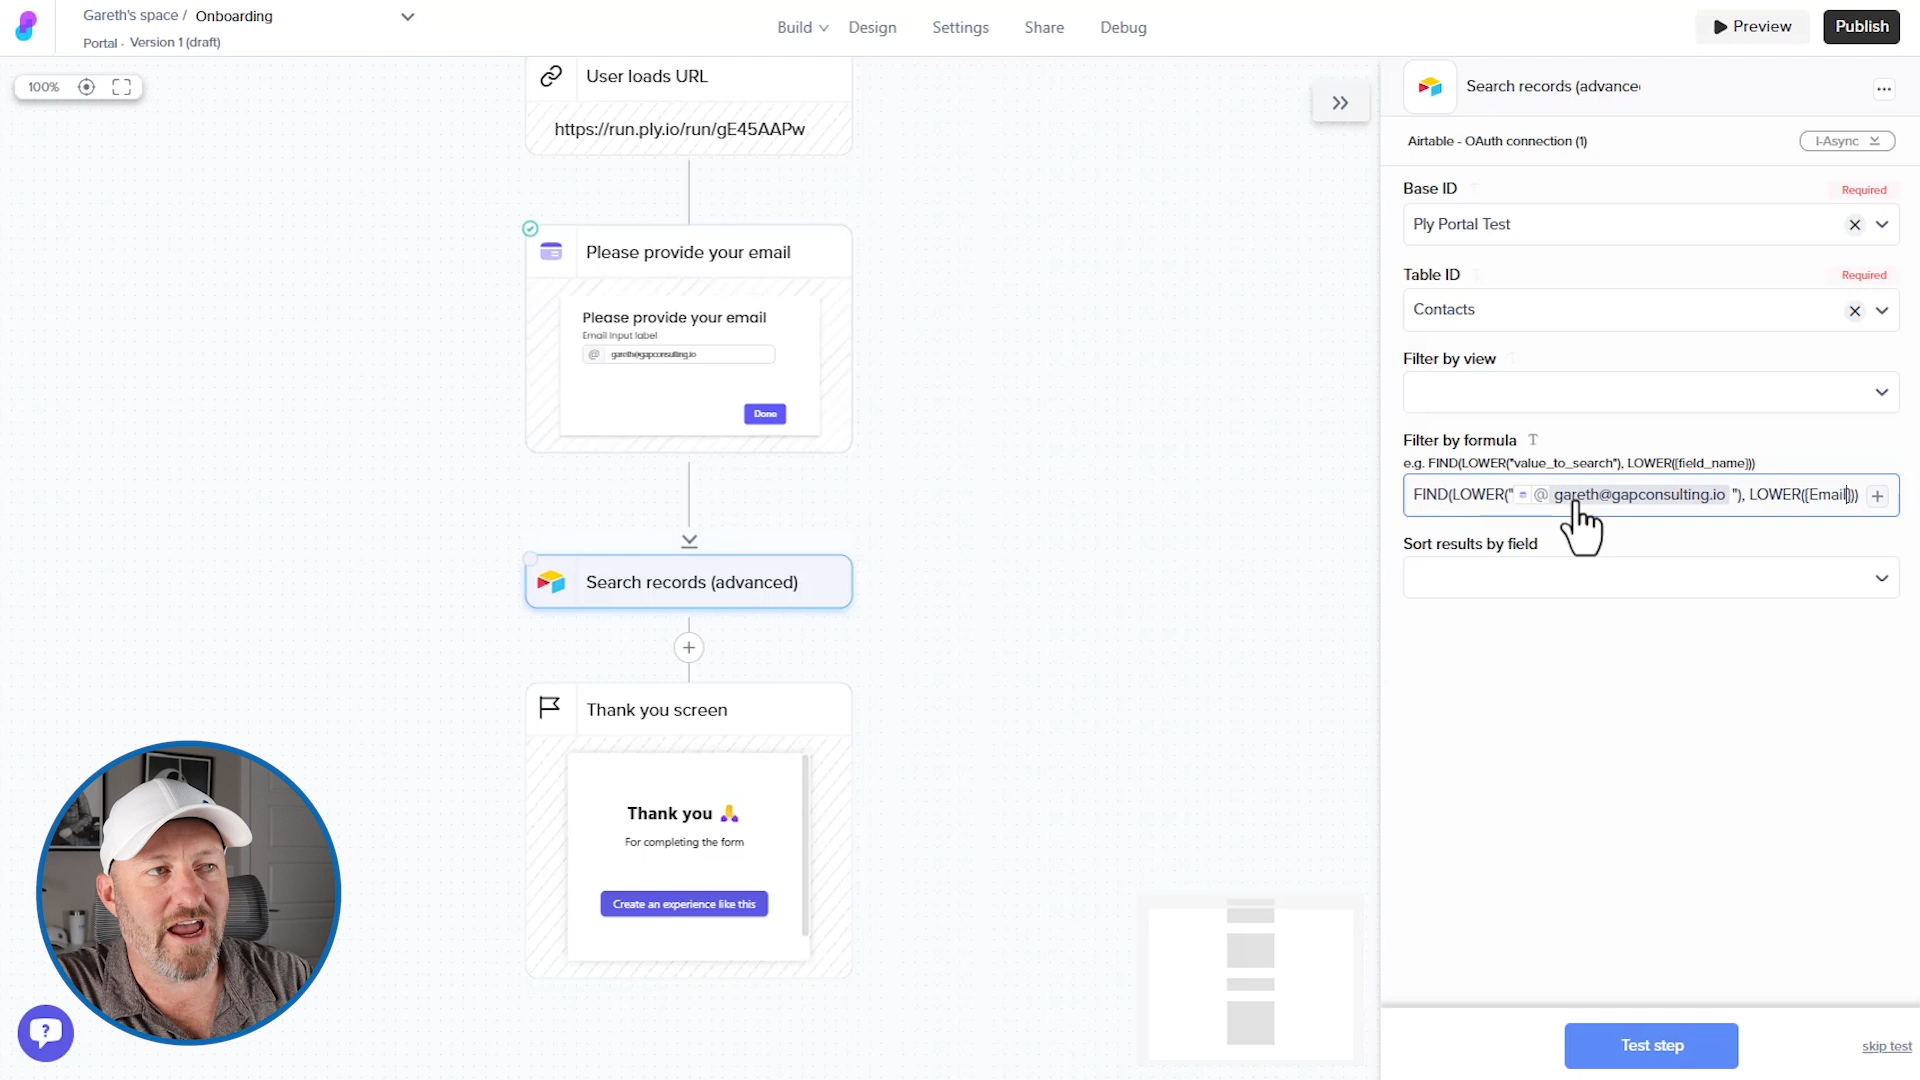 Gareth's space / Onboarding
Portal · Version 1 (draft)
Build
Design
Settings
Share
Debug
Preview
Publish
100%
User loads URL
https://run.ply.io/run/gE45AAPw
Please provide your email
Please provide your email
Email input label
@ gareth@gapconsulting.io
Done
Search records (advanced)
Thank you screen
Thank you 🙏
For completing the form
Create an experience like this
Search records (advance
Airtable - OAuth connection (1)
I-Async
Base ID
Required
Ply Portal Test
Table ID
Required
Contacts
Filter by view
Filter by formula T
e.g. FIND(LOWER("value_to_search"), LOWER({field_name}))
FIND(LOWER(" @ gareth@gapconsulting.io "), LOWER({Email}))
Sort results by field
Test step
skip test